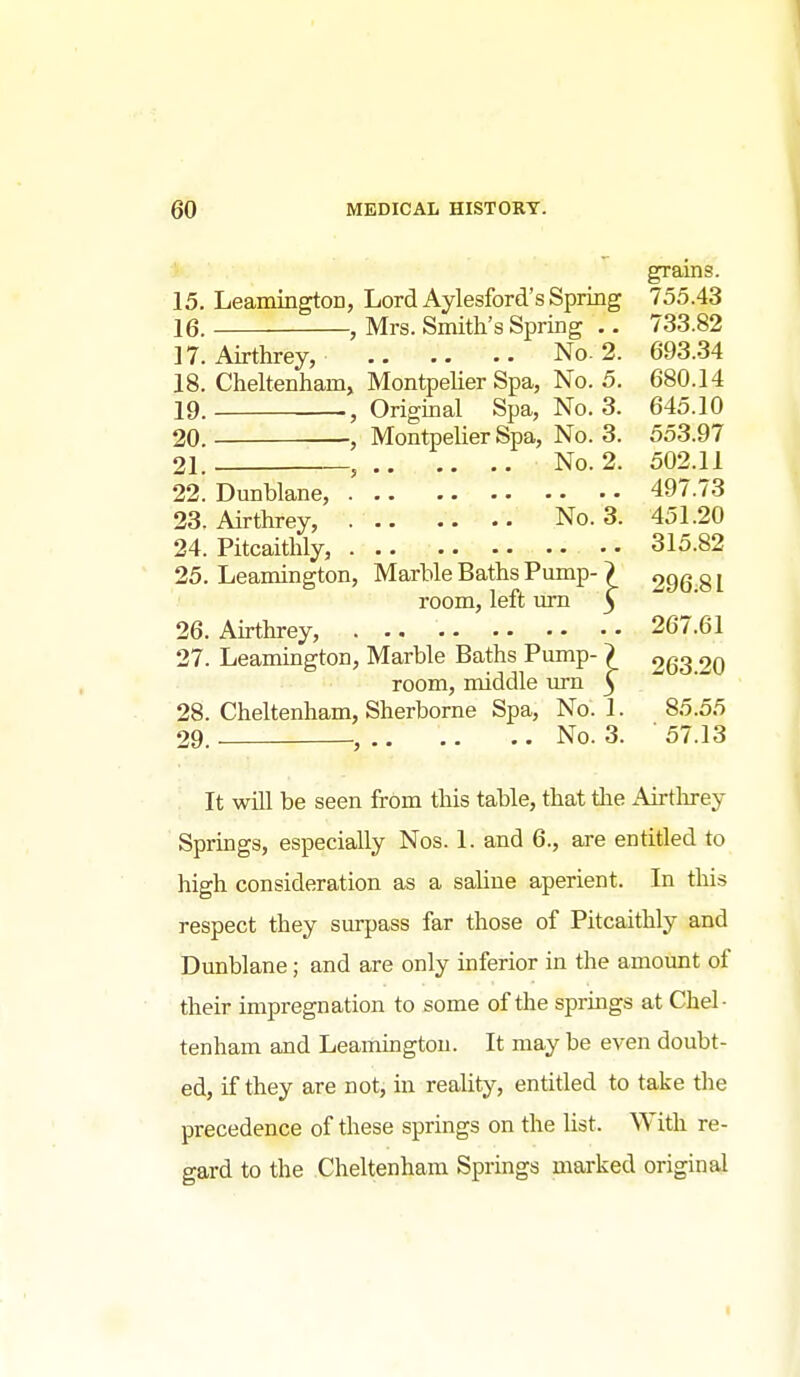 60 MEDICAL HISTORY.
grains.
15. Leamington, Lord Aylesford's Spring 755.43
16. ————, Mrs. Smith's Spring .. 733.82
17. Airthrey, .. .. .. .. No. 2. 693.34
18. Cheltenham, Montpelier Spa, No. 5. 680.14
19. ————, Original Spa, No. 3. 645.10
20. ————, Montpelier Spa, No. 3. 553.97
21. ————, .. .. .. .. No. 2. 502.11
22. Dunblane, . .. .. .. .. .. 497.73
23. Airthrey, . .. .. .. .. No. 3. 451.20
24. Pitcaithly, . .. .. .. .. .. 315.82
25. Leamington, Marble Baths Pump- } 296.81
room, left urn }
26. Airthrey, . .. .. .. .. .. 267.61
27. Leamington, Marble Baths Pump- } 263.20
room, middle urn }
28. Cheltenham, Sherborne Spa, No. 1. 85.55
29. ————, .. .. .. No. 3. 57.13
It will be seen from this table, that the Airthrey
Springs, especially Nos. 1. and 6., are entitled to
high consideration as a saline aperient. In this
respect they surpass far those of Pitcaithly and
Dunblane; and are only inferior in the amount of
their impregnation to some of the springs at Chel-
tenham and Leamington. It may be even doubt-
ed, if they are not, in reality, entitled to take the
precedence of these springs on the list. With re-
gard to the Cheltenham Springs marked original